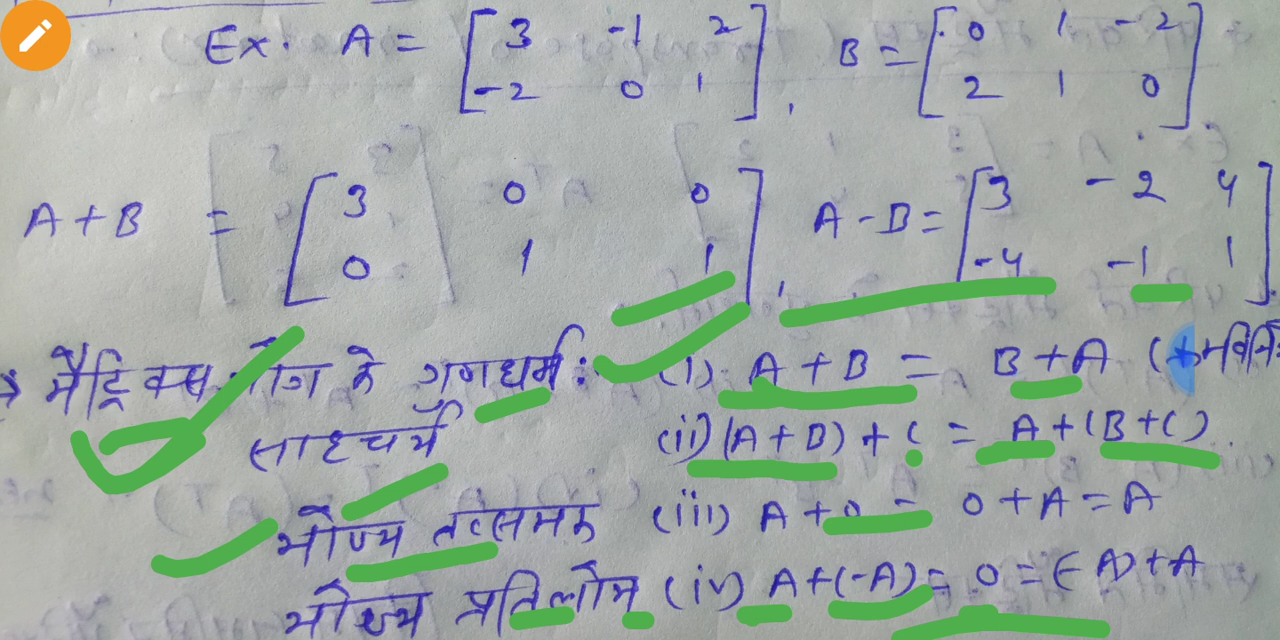 Ex. A = [3 -1 2 -2 0 1], B = [0 1 -2 2 1 0]
A + B = [3 0 0 0 1 1], A - B = [3 -2 4 -4 -1 1].
→ मैट्रिक्स योग के गुणधर्म: (i) A + B = B + A
साहचर्य (ii) (A + B) + C = A + (B + C).
योज्य तत्समक (iii) A + 0 = 0 + A = A
योज्य प्रतिलोम (iv) A + (-A) = 0 = (-A) + A